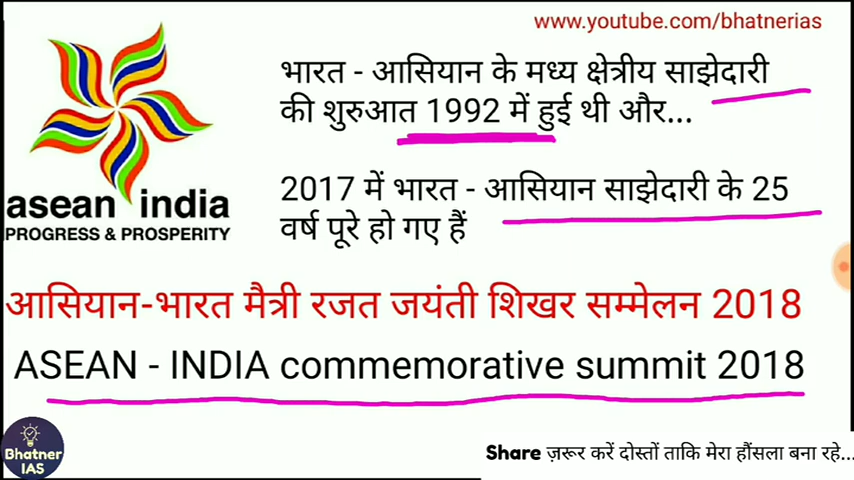 www.youtube.com/bhatnerias
भारत - आसियान के मध्य क्षेत्रीय साझेदारी
की शुरुआत 1992 में हुई थी और...
2017 में भारत - आसियान साझेदारी के 25
वर्ष पूरे हो गए हैं
asean india
PROGRESS & PROSPERITY
आसियान-भारत मैत्री रजत जयंती शिखर सम्मेलन 2018
ASEAN - INDIA commemorative summit 2018
Bhatner
IAS
Share ज़रूर करें दोस्तों ताकि मेरा हौंसला बना रहे...